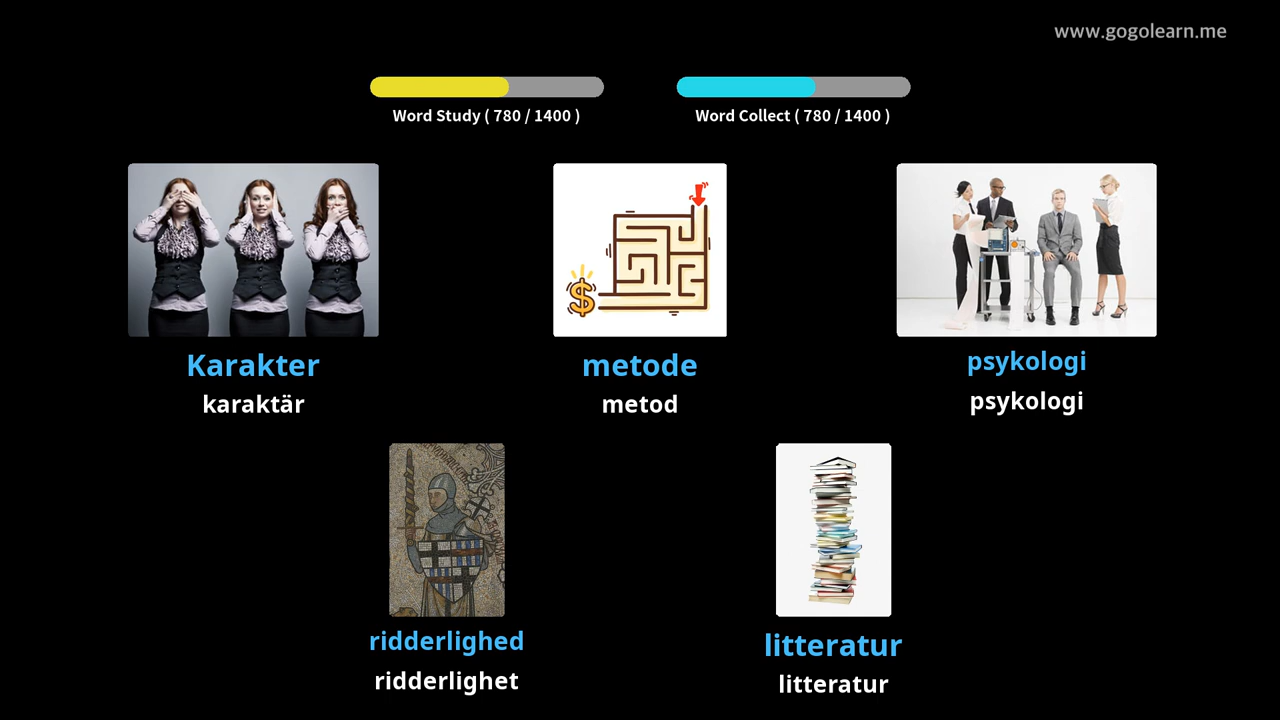 www.gogolearn.me
Word Study ( 780 / 1400 )
Word Collect ( 780 / 1400 )
Karakter
karaktär
metode
metod
psykologi
psykologi
ridderlighed
ridderlighet
litteratur
litteratur